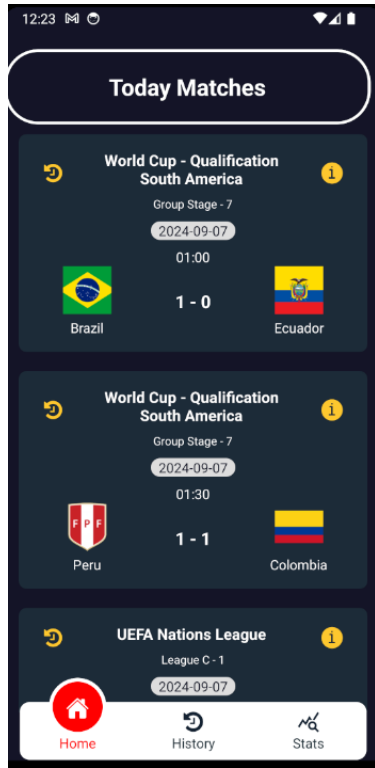 12:23
Today Matches
World Cup - Qualification
South America
i
Group Stage - 7
2024-09-07
01:00
1 - 0
Brazil
Ecuador
World Cup - Qualification
South America
i
Group Stage - 7
2024-09-07
01:30
F P F
1 - 1
Peru
Colombia
UEFA Nations League
i
League C - 1
2024-09-07
Home
History
Stats